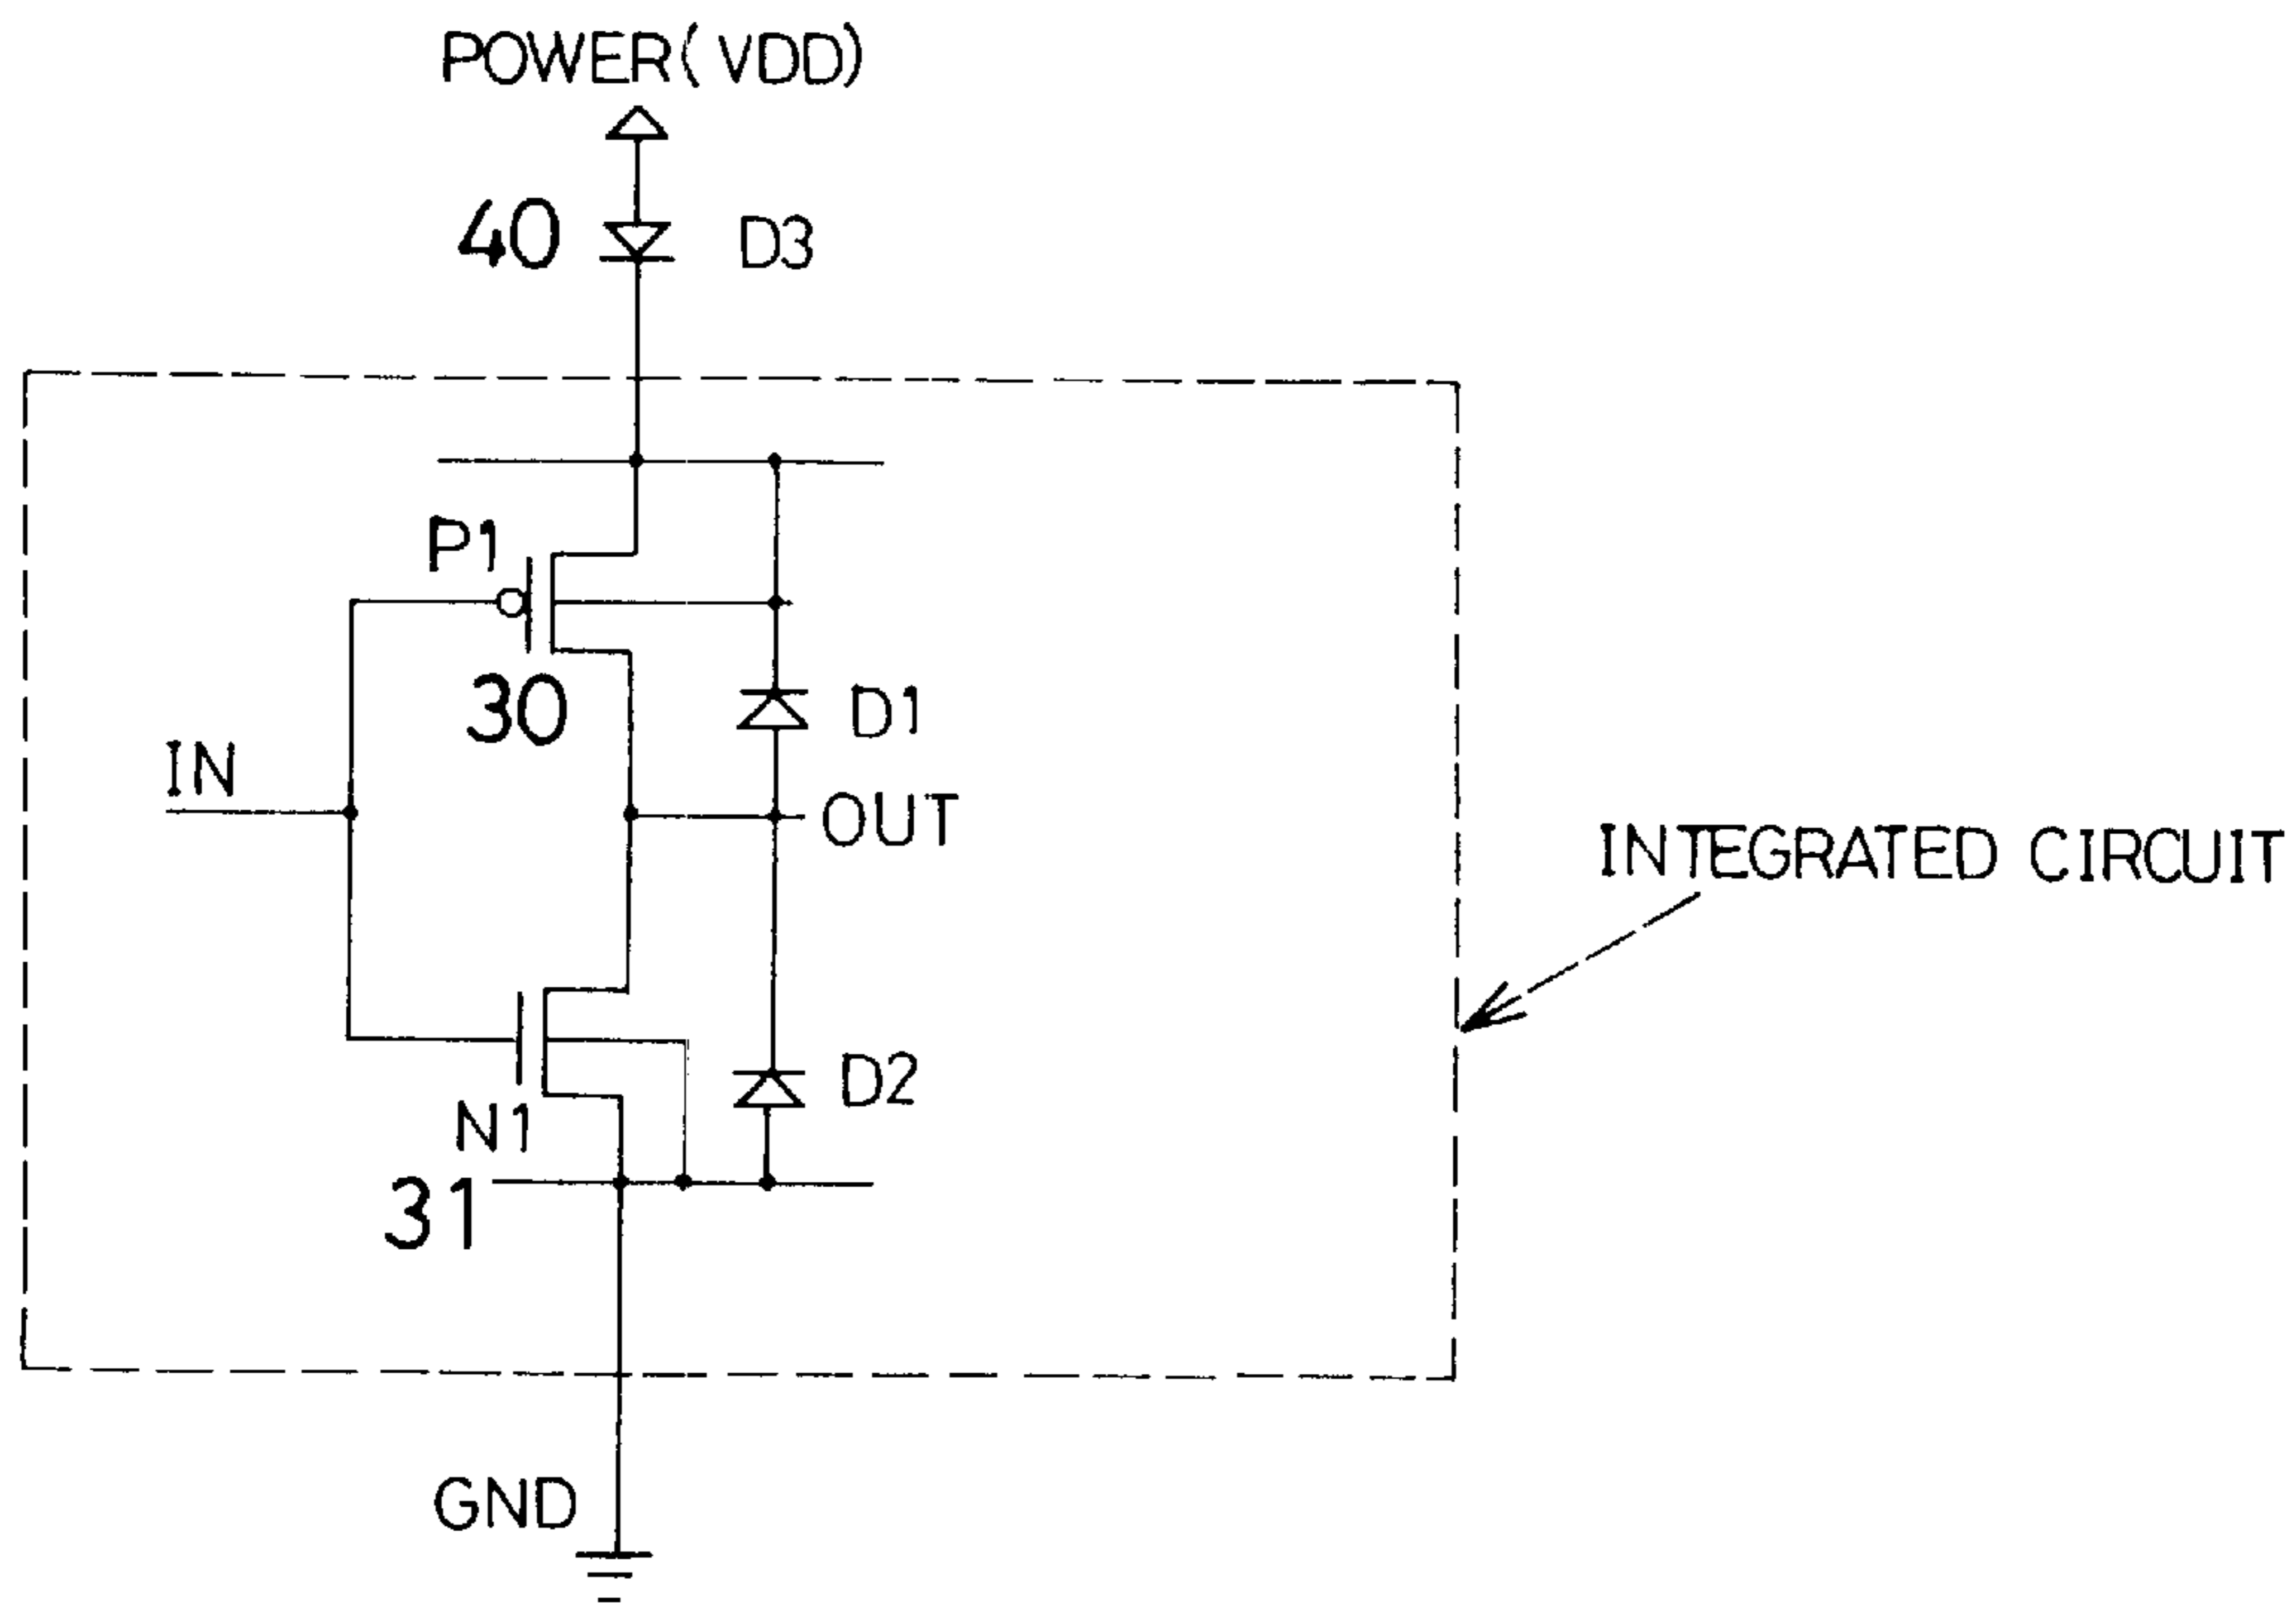 POWER(VDD)
40
D3
P1
30
D1
IN
OUT
INTEGRATED CIRCUIT
D2
N1
31
GND